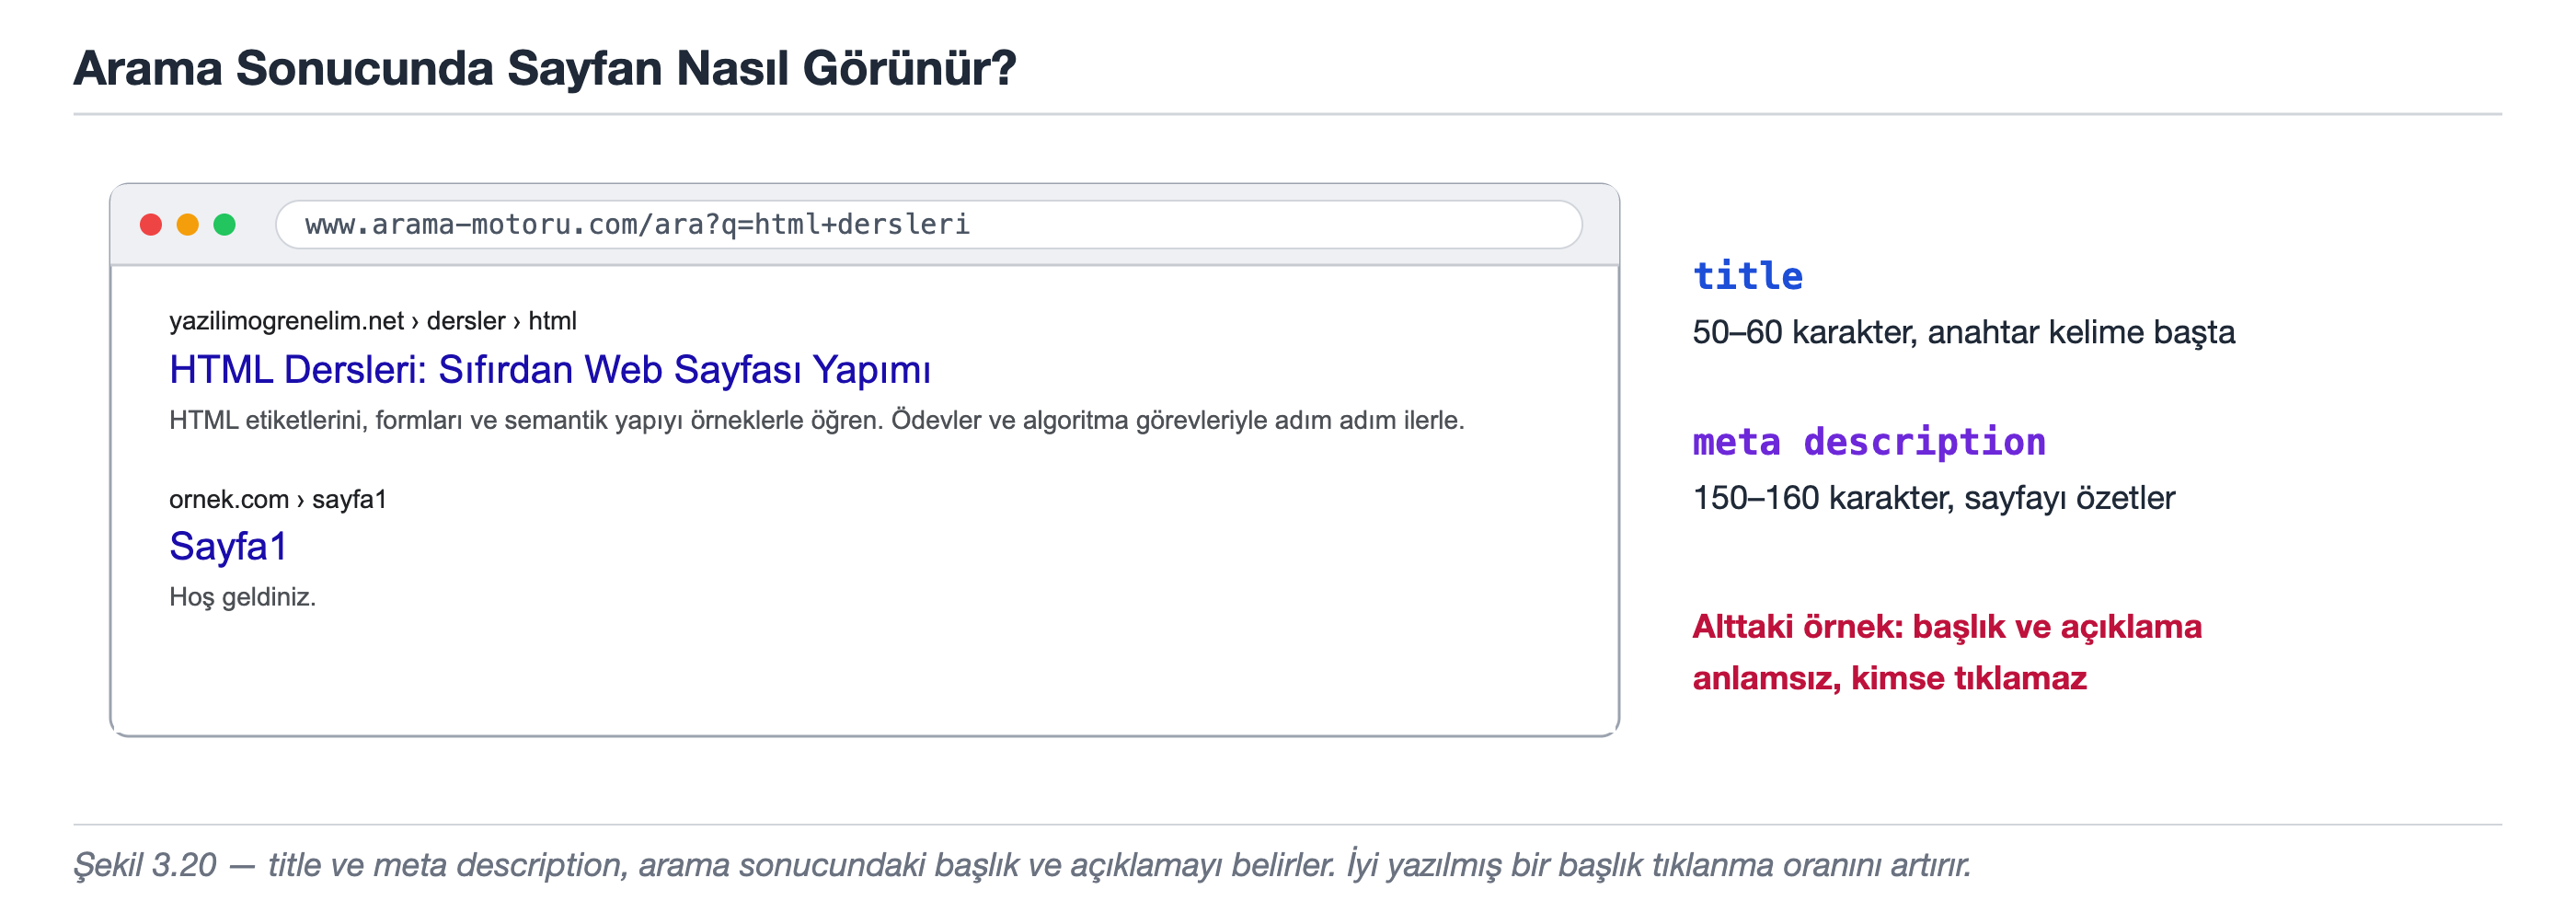 Arama Sonucunda Sayfan Nasıl Görünür?
www.arama-motoru.com/ara?q=html+dersleri
yazilimogrenelim.net › dersler › html
HTML Dersleri: Sıfırdan Web Sayfası Yapımı
HTML etiketlerini, formları ve semantik yapıyı örneklerle öğren. Ödevler ve algoritma görevleriyle adım adım ilerle.
ornek.com › sayfa1
Sayfa1
Hoş geldiniz.
title
50–60 karakter, anahtar kelime başta
meta description
150–160 karakter, sayfayı özetler
Alttaki örnek: başlık ve açıklama
anlamsız, kimse tıklamaz
Şekil 3.20 — title ve meta description, arama sonucundaki başlık ve açıklamayı belirler. İyi yazılmış bir başlık tıklanma oranını artırır.